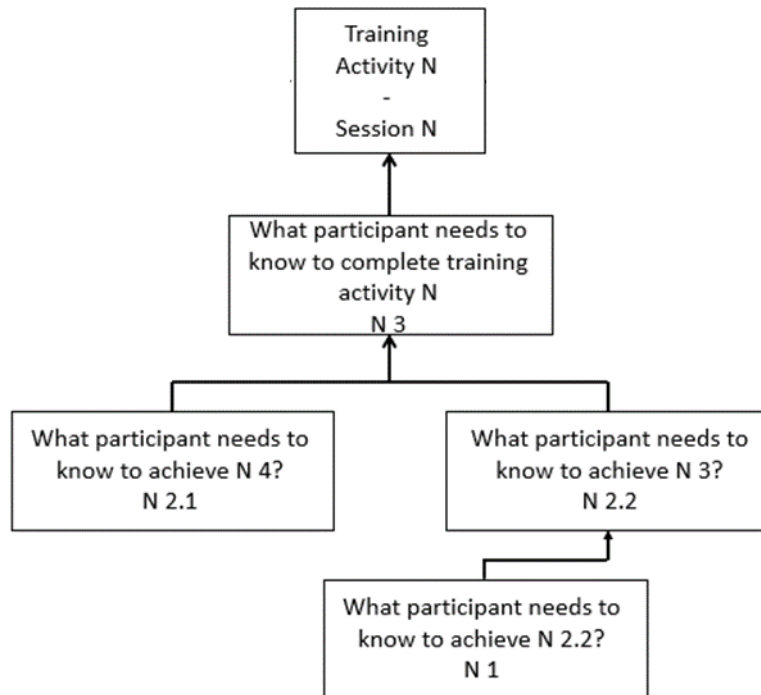 Training
Activity N
-
Session N
What participant needs to
know to complete training
activity N
N 3
What participant needs to
know to achieve N 4?
N 2.1
What participant needs to
know to achieve N 3?
N 2.2
What participant needs to
know to achieve N 2.2?
N 1